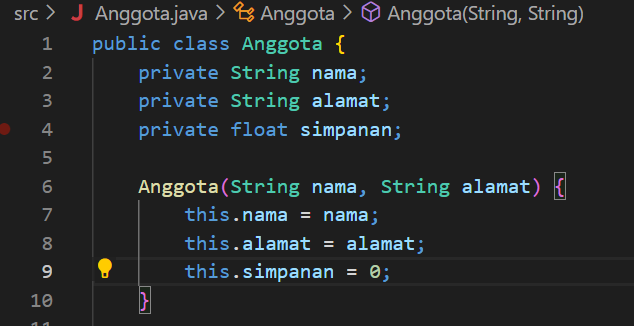 src > Anggota.java > Anggota > Anggota(String, String)
1 public class Anggota {
2 private String nama;
3 private String alamat;
4 private float simpanan;
5
6 Anggota(String nama, String alamat) {
7 this.nama = nama;
8 this.alamat = alamat;
9 this.simpanan = 0;
10 }